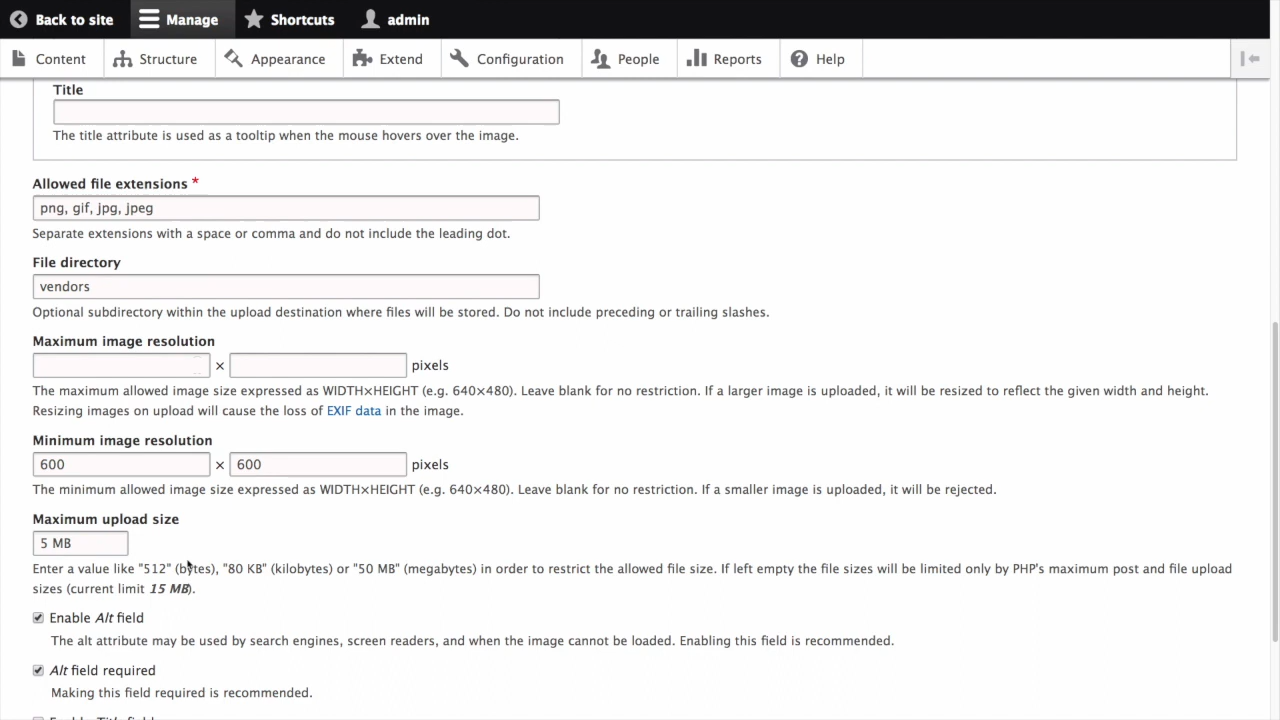 Back to site Manage Shortcuts admin
Content Structure Appearance Extend Configuration People Reports Help
Title
The title attribute is used as a tooltip when the mouse hovers over the image.
Allowed file extensions *
png, gif, jpg, jpeg
Separate extensions with a space or comma and do not include the leading dot.
File directory
vendors
Optional subdirectory within the upload destination where files will be stored. Do not include preceding or trailing slashes.
Maximum image resolution
× pixels
The maximum allowed image size expressed as WIDTH×HEIGHT (e.g. 640×480). Leave blank for no restriction. If a larger image is uploaded, it will be resized to reflect the given width and height.
Resizing images on upload will cause the loss of EXIF data in the image.
Minimum image resolution
600 × 600 pixels
The minimum allowed image size expressed as WIDTH×HEIGHT (e.g. 640×480). Leave blank for no restriction. If a smaller image is uploaded, it will be rejected.
Maximum upload size
5 MB
Enter a value like "512" (bytes), "80 KB" (kilobytes) or "50 MB" (megabytes) in order to restrict the allowed file size. If left empty the file sizes will be limited only by PHP's maximum post and file upload
sizes (current limit 15 MB).
Enable Alt field
The alt attribute may be used by search engines, screen readers, and when the image cannot be loaded. Enabling this field is recommended.
Alt field required
Making this field required is recommended.